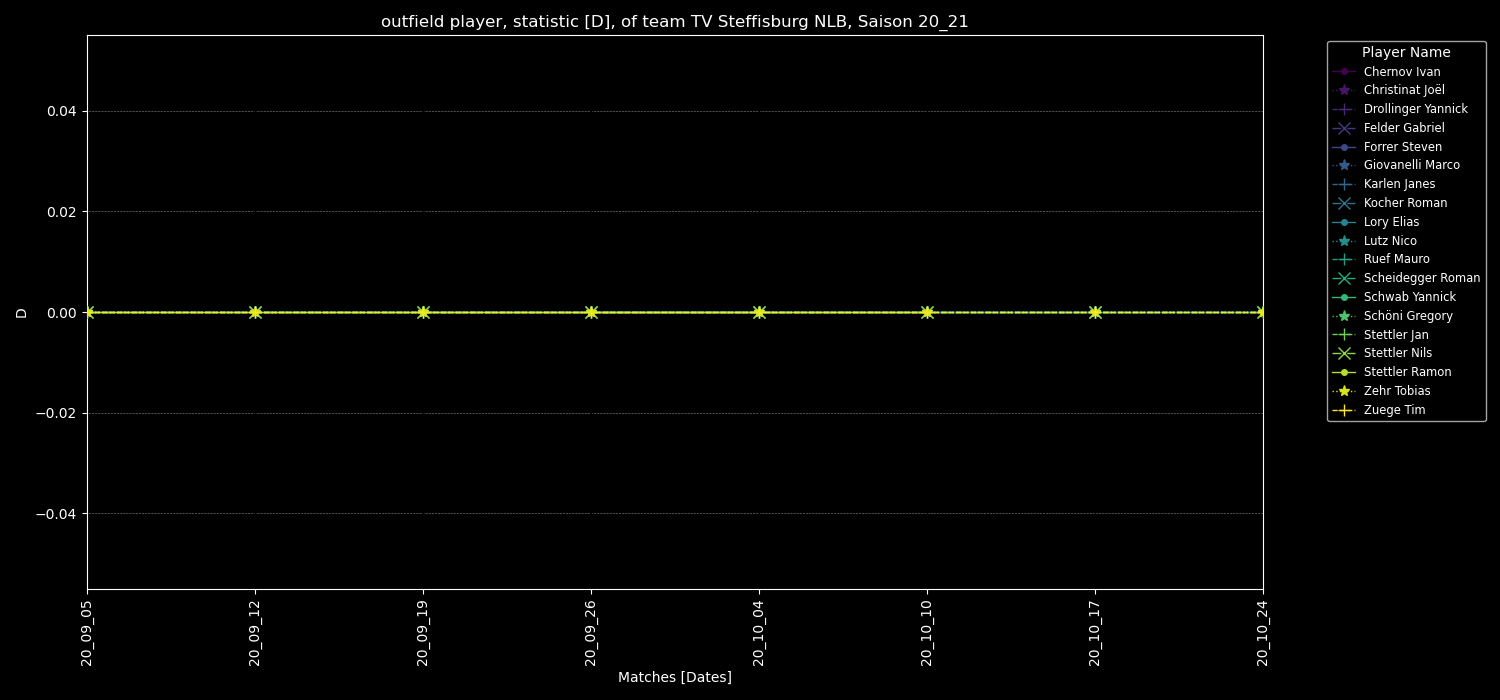 outfield player, statistic [D], of team TV Steffisburg NLB, Saison 20_21
D
0.04
0.02
0.00
−0.02
−0.04
20_09_05
20_09_12
20_09_19
20_09_26
20_10_04
20_10_10
20_10_17
20_10_24
Matches [Dates]
Player Name
Chernov Ivan
Christinat Joël
Drollinger Yannick
Felder Gabriel
Forrer Steven
Giovanelli Marco
Karlen Janes
Kocher Roman
Lory Elias
Lutz Nico
Ruef Mauro
Scheidegger Roman
Schwab Yannick
Schöni Gregory
Stettler Jan
Stettler Nils
Stettler Ramon
Zehr Tobias
Zuege Tim